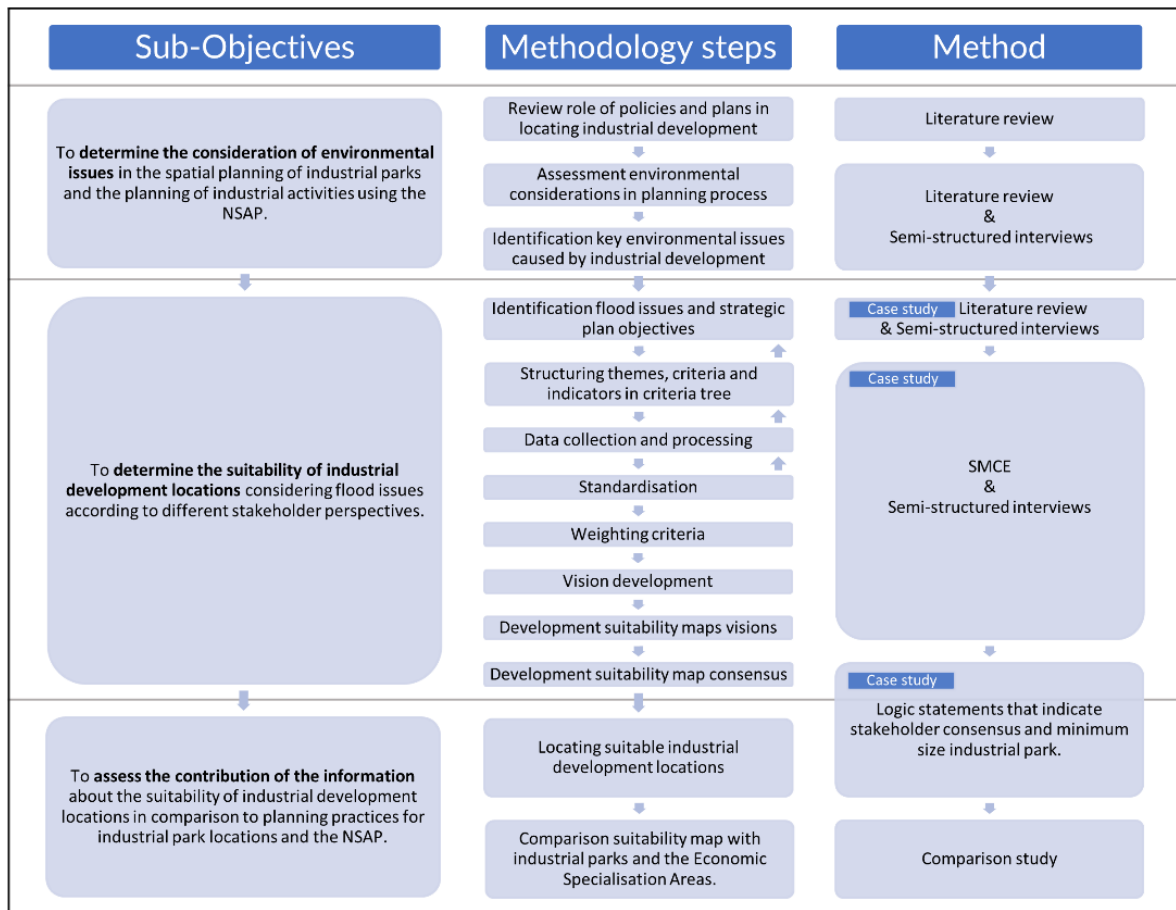 Sub-Objectives
Methodology steps
Method
To determine the consideration of environmental
issues in the spatial planning of industrial parks
and the planning of industrial activities using the
NSAP.
Review role of policies and plans in
locating industrial development
Assessment environmental
considerations in planning process
Identification key environmental issues
caused by industrial development
Literature review
Literature review
&
Semi-structured interviews
To determine the suitability of industrial
development locations considering flood issues
according to different stakeholder perspectives.
Identification flood issues and strategic
plan objectives
Structuring themes, criteria and
indicators in criteria tree
Data collection and processing
Standardisation
Weighting criteria
Vision development
Development suitability maps visions
Development suitability map consensus
Case study Literature review
& Semi-structured interviews
Case study
SMCE
&
Semi-structured interviews
Case study
Logic statements that indicate
stakeholder consensus and minimum
size industrial park.
To assess the contribution of the information
about the suitability of industrial development
locations in comparison to planning practices for
industrial park locations and the NSAP.
Locating suitable industrial
development locations
Comparison suitability map with
industrial parks and the Economic
Specialisation Areas.
Comparison study